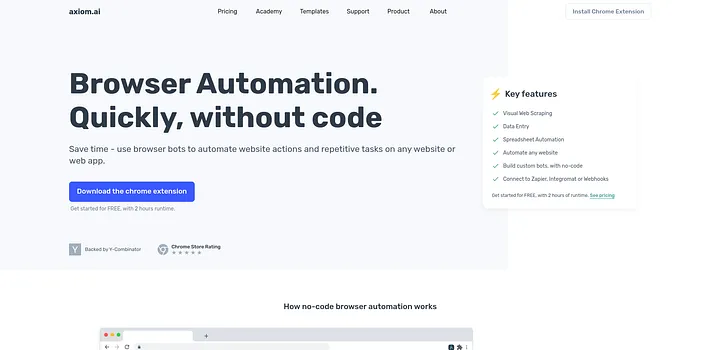 axiom.ai
Pricing Academy Templates Support Product About
Install Chrome Extension
Browser Automation.
Quickly, without code
Save time - use browser bots to automate website actions and repetitive tasks on any website or
web app.
Download the chrome extension
Get started for FREE, with 2 hours runtime.
Y Backed by Y-Combinator
Chrome Store Rating
⚡ Key features
Visual Web Scraping
Data Entry
Spreadsheet Automation
Automate any website
Build custom bots, with no-code
Connect to Zapier, Integromat or Webhooks
Get started for FREE, with 2 hours of runtime. See pricing
How no-code browser automation works